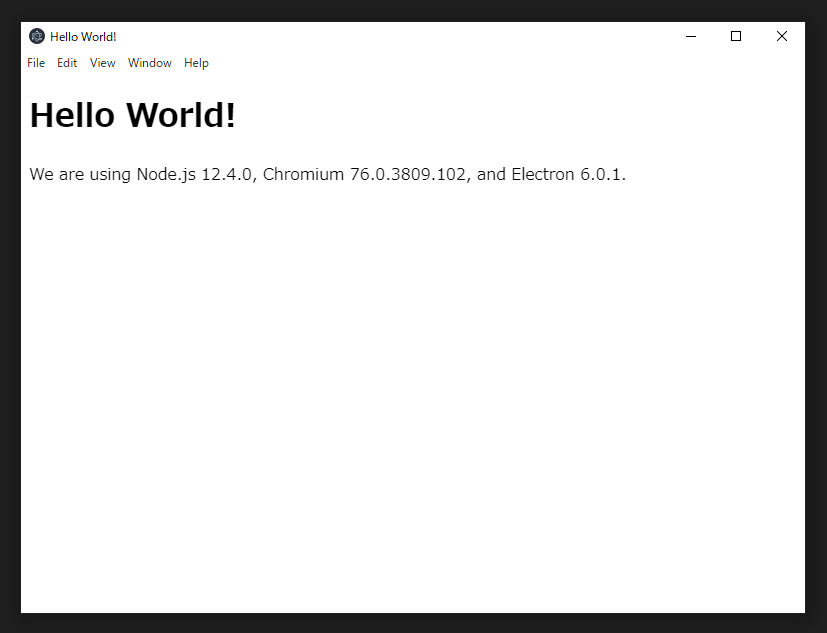 Hello World!
File Edit View Window Help
Hello World!
We are using Node.js 12.4.0, Chromium 76.0.3809.102, and Electron 6.0.1.